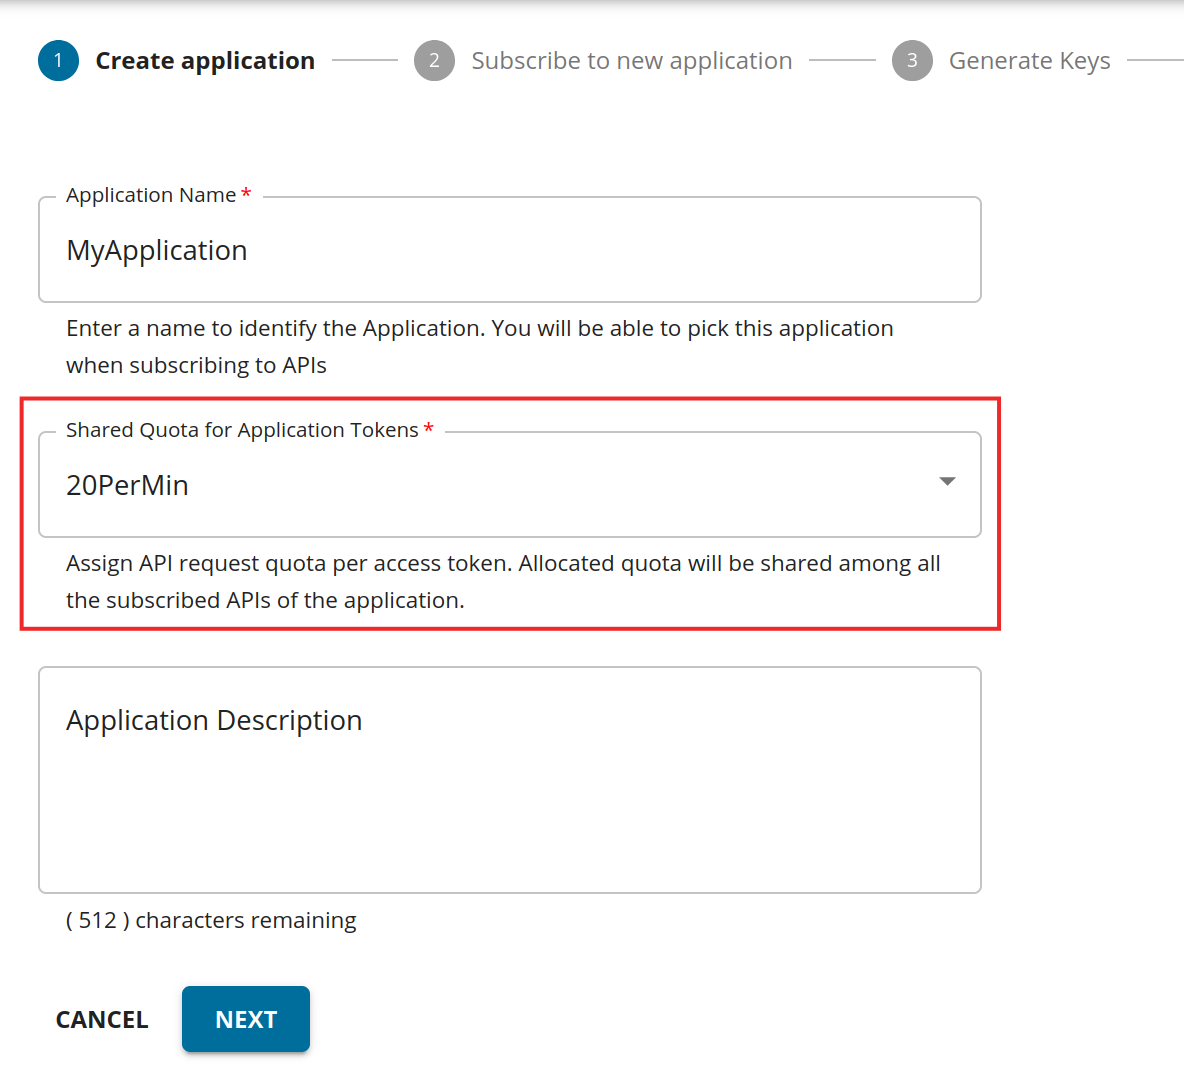 1 Create application 2 Subscribe to new application 3 Generate Keys
Application Name *
MyApplication
Enter a name to identify the Application. You will be able to pick this application
when subscribing to APIs
Shared Quota for Application Tokens *
20PerMin
Assign API request quota per access token. Allocated quota will be shared among all
the subscribed APIs of the application.
Application Description
( 512 ) characters remaining
CANCEL NEXT